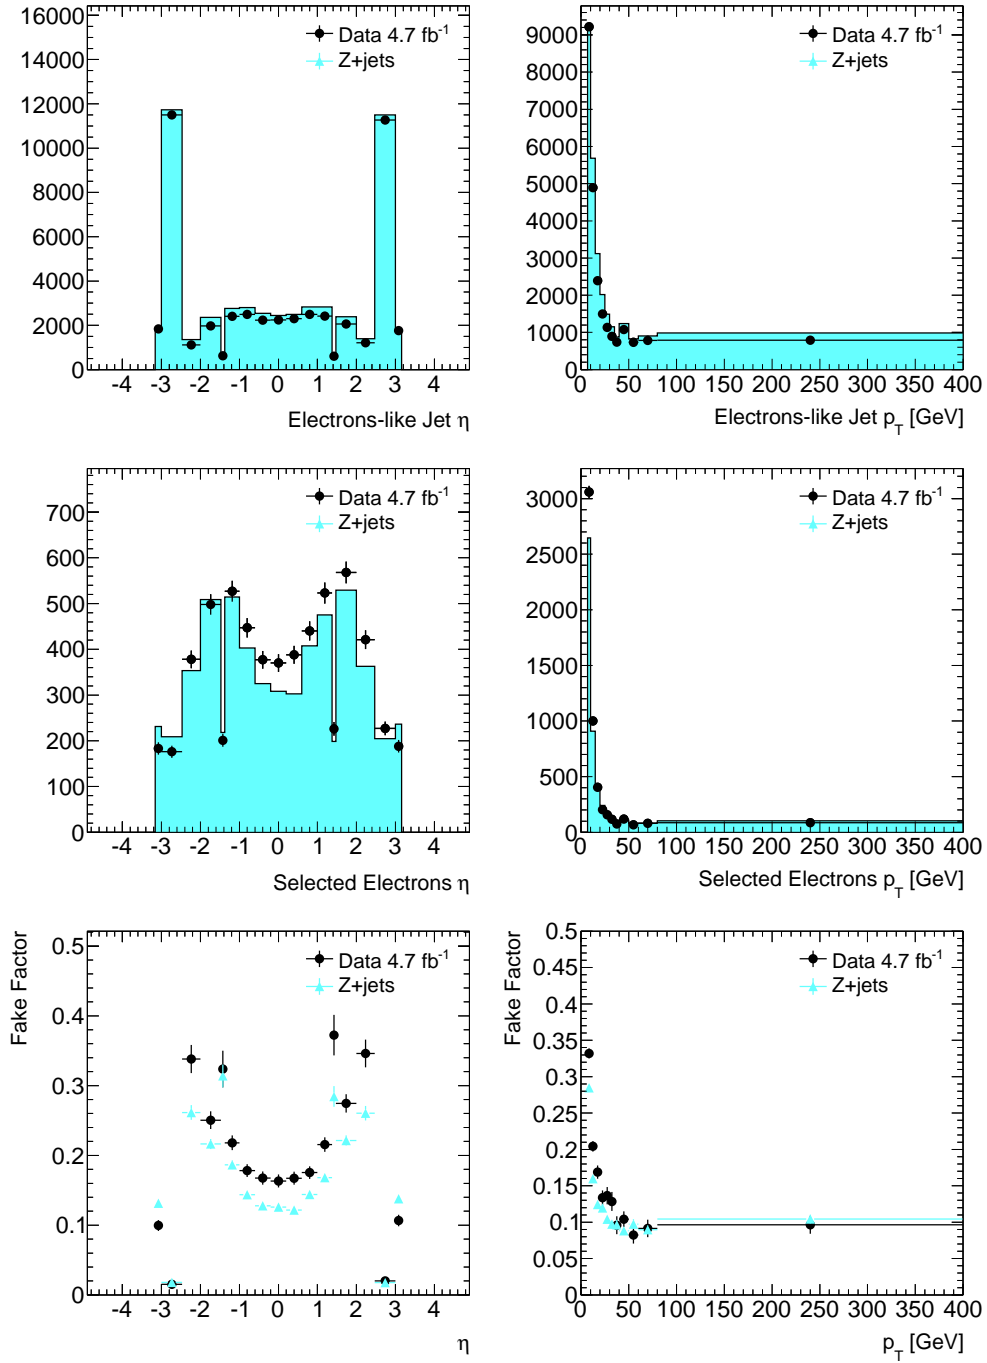 16000
14000
12000
10000
8000
6000
4000
2000
0
Data 4.7 fb⁻¹
Z+jets
-4 -3 -2 -1 0 1 2 3 4
Electrons-like Jet η
9000
8000
7000
6000
5000
4000
3000
2000
1000
0
Data 4.7 fb⁻¹
Z+jets
0 50 100 150 200 250 300 350 400
Electrons-like Jet p_T [GeV]
700
600
500
400
300
200
100
0
Data 4.7 fb⁻¹
Z+jets
-4 -3 -2 -1 0 1 2 3 4
Selected Electrons η
3000
2500
2000
1500
1000
500
0
Data 4.7 fb⁻¹
Z+jets
0 50 100 150 200 250 300 350 400
Selected Electrons p_T [GeV]
Fake Factor
0.5
0.4
0.3
0.2
0.1
0
Data 4.7 fb⁻¹
Z+jets
-4 -3 -2 -1 0 1 2 3 4
η
Fake Factor
0.5
0.45
0.4
0.35
0.3
0.25
0.2
0.15
0.1
0.05
0
Data 4.7 fb⁻¹
Z+jets
0 50 100 150 200 250 300 350 400
p_T [GeV]